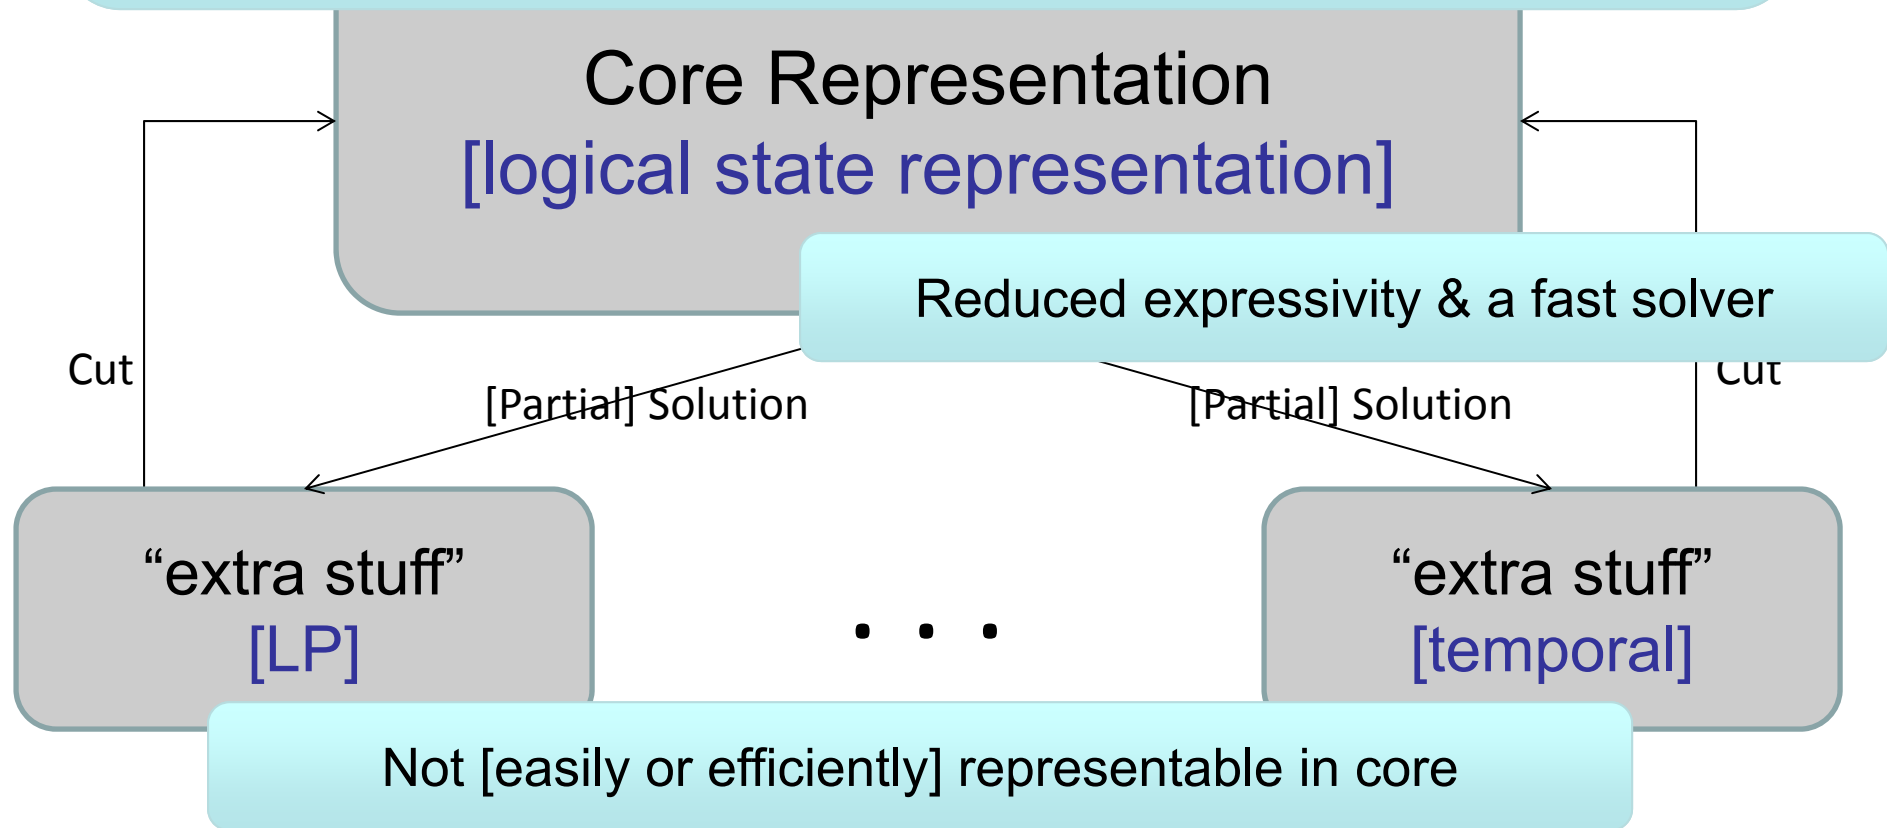 Core Representation
[logical state representation]
Reduced expressivity & a fast solver
Cut
Cut
[Partial] Solution
[Partial] Solution
“extra stuff”
[LP]
. . .
“extra stuff”
[temporal]
Not [easily or efficiently] representable in core